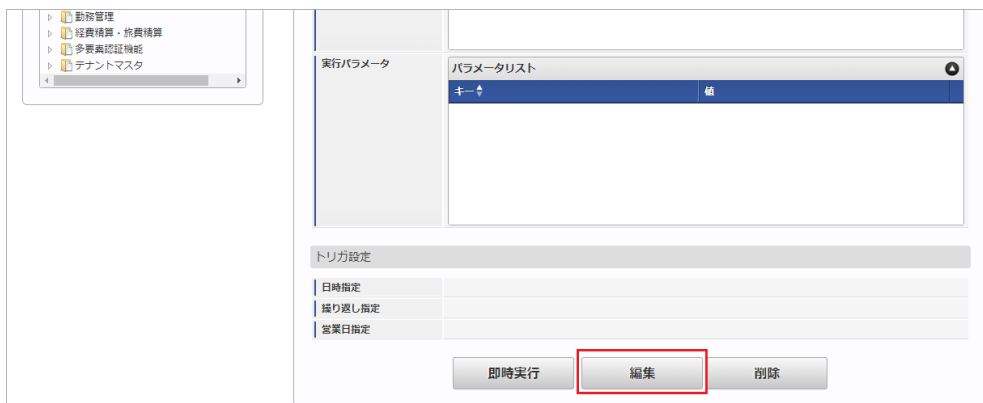 勤務管理
経費精算・旅費精算
多要素認証機能
テナントマスタ
実行パラメータ
パラメータリスト
キー
値
トリガ設定
日時指定
繰り返し指定
営業日指定
即時実行
編集
削除